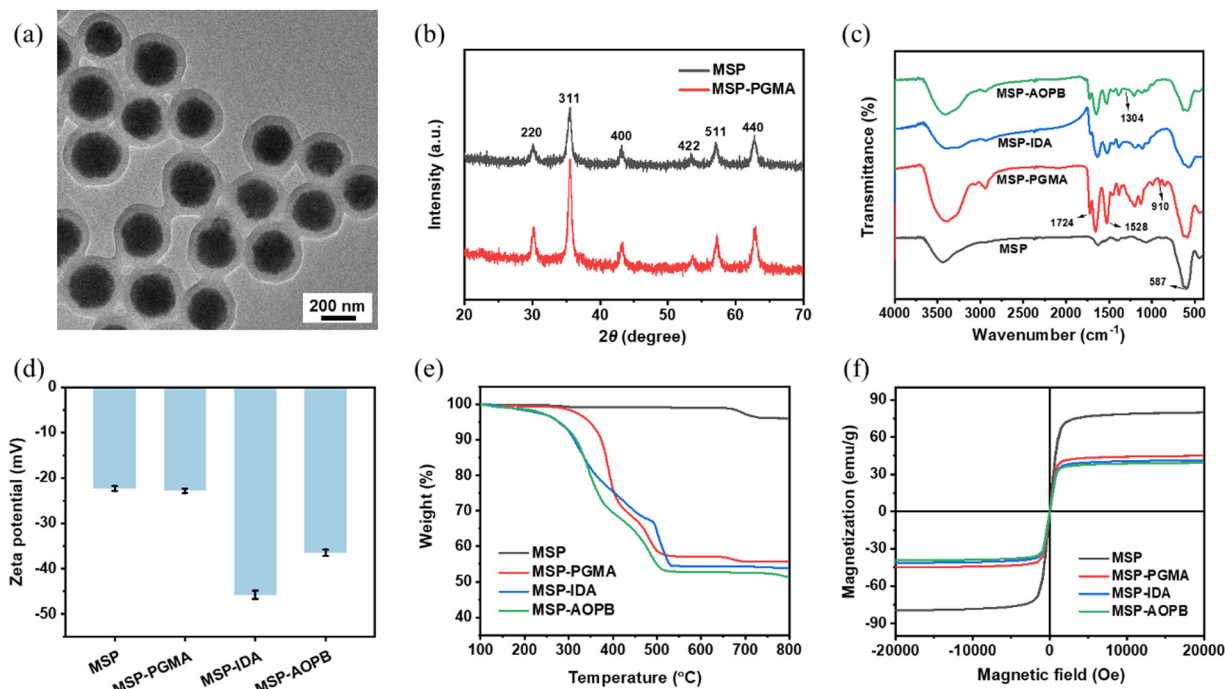 (a)
200 nm
(b)
MSP
MSP-PGMA
311
220
400
422
511
440
Intensity (a.u.)
20 30 40 50 60 70
2θ (degree)
(c)
MSP-AOPB
1304
MSP-IDA
MSP-PGMA
1724
1528
910
MSP
587
Transmittance (%)
4000 3500 3000 2500 2000 1500 1000 500
Wavenumber (cm⁻¹)
(d)
0
-10
-20
-30
-40
-50
Zeta potential (mV)
MSP
MSP-PGMA
MSP-IDA
MSP-AOPB
(e)
100
90
80
70
60
50
40
Weight (%)
MSP
MSP-PGMA
MSP-IDA
MSP-AOPB
100 200 300 400 500 600 700 800
Temperature (°C)
(f)
90
60
30
0
-30
-60
-90
Magnetization (emu/g)
MSP
MSP-PGMA
MSP-IDA
MSP-AOPB
-20000 -10000 0 10000 20000
Magnetic field (Oe)